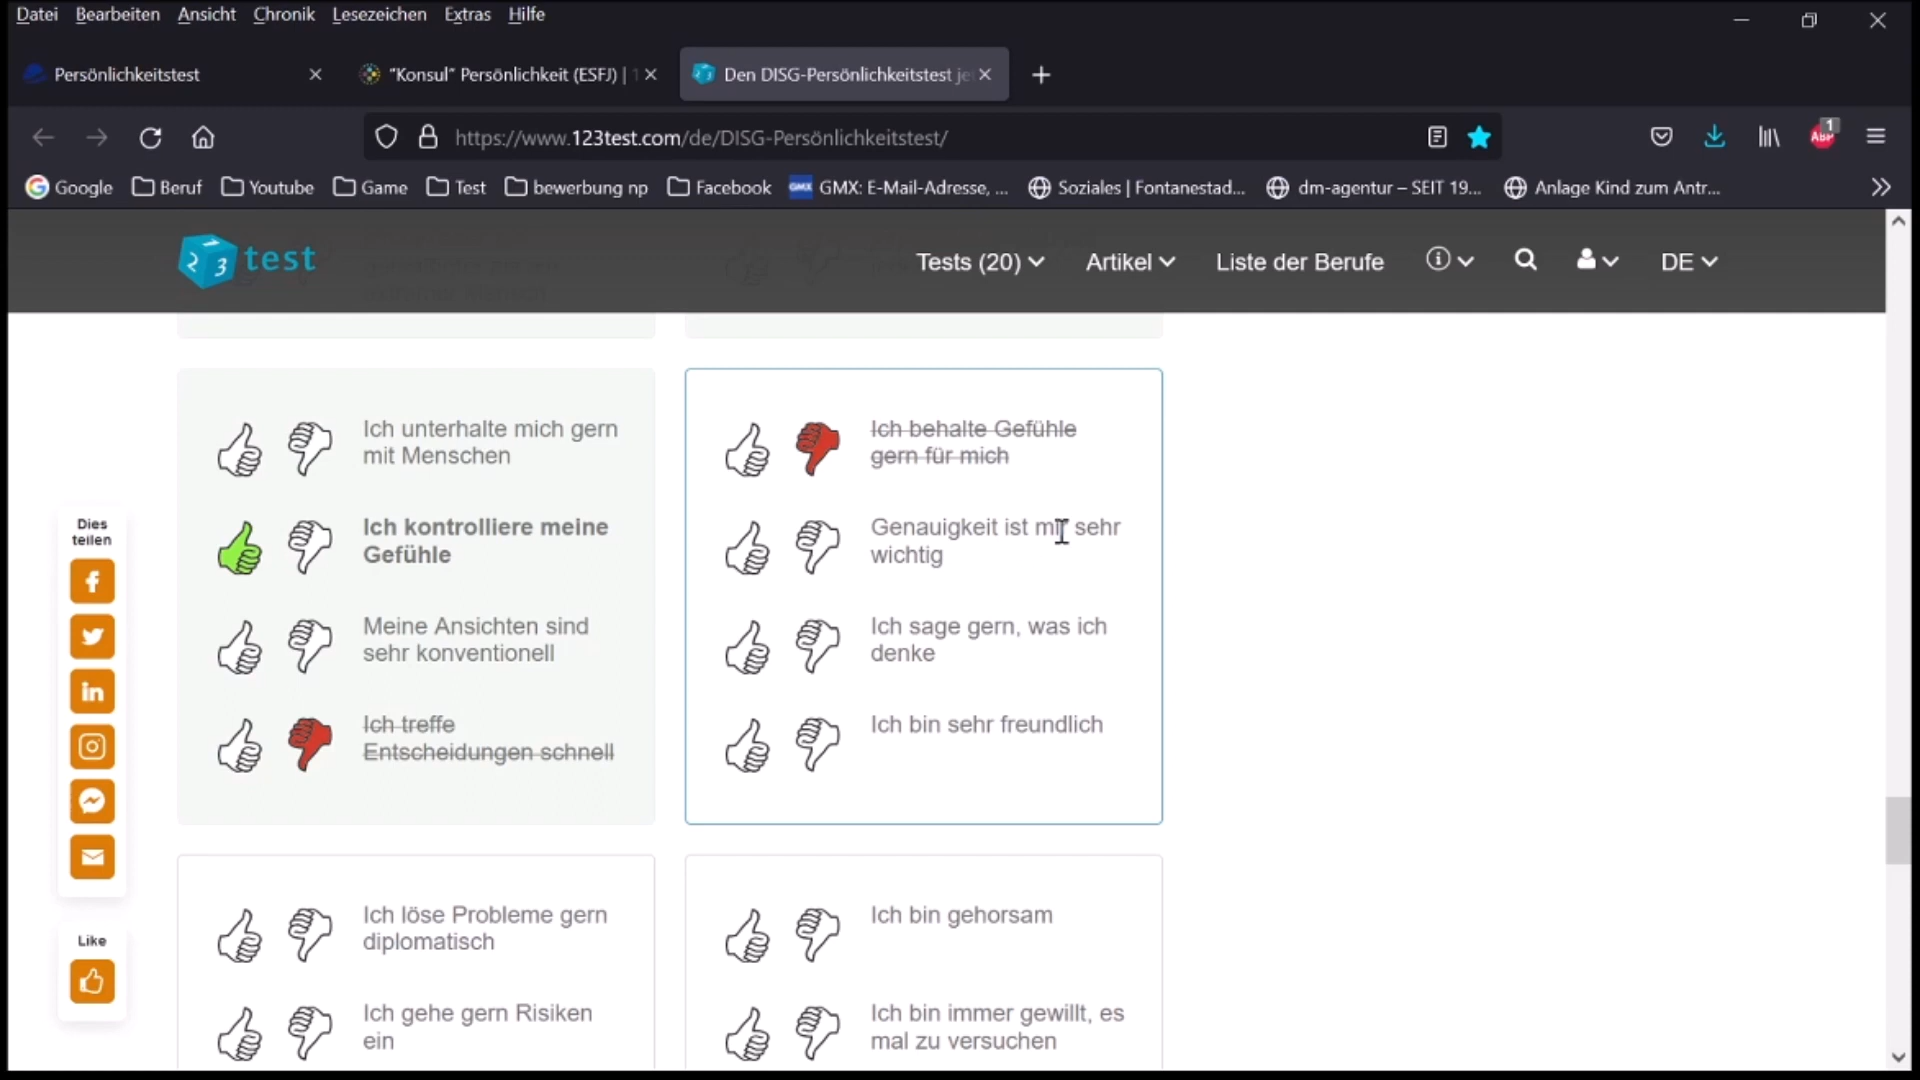 Datei Bearbeiten Ansicht Chronik Lesezeichen Extras Hilfe
Persönlichkeitstest
"Konsul" Persönlichkeit (ESFJ) |
Den DISG-Persönlichkeitstest je
https://www.123test.com/de/DISG-Persönlichkeitstest/
ABP
1
Google Beruf Youtube Game Test bewerbung np Facebook GMX GMX: E-Mail-Adresse, ... Soziales | Fontanestad... dm-agentur – SEIT 19... Anlage Kind zum Antr...
123 test
Tests (20) Artikel Liste der Berufe DE
Ich unterhalte mich gern
mit Menschen
Ich kontrolliere meine
Gefühle
Meine Ansichten sind
sehr konventionell
Ich treffe
Entscheidungen schnell
Ich behalte Gefühle
gern für mich
Genauigkeit ist mir sehr
wichtig
Ich sage gern, was ich
denke
Ich bin sehr freundlich
Dies
teilen
Like
Ich löse Probleme gern
diplomatisch
Ich gehe gern Risiken
ein
Ich bin gehorsam
Ich bin immer gewillt, es
mal zu versuchen